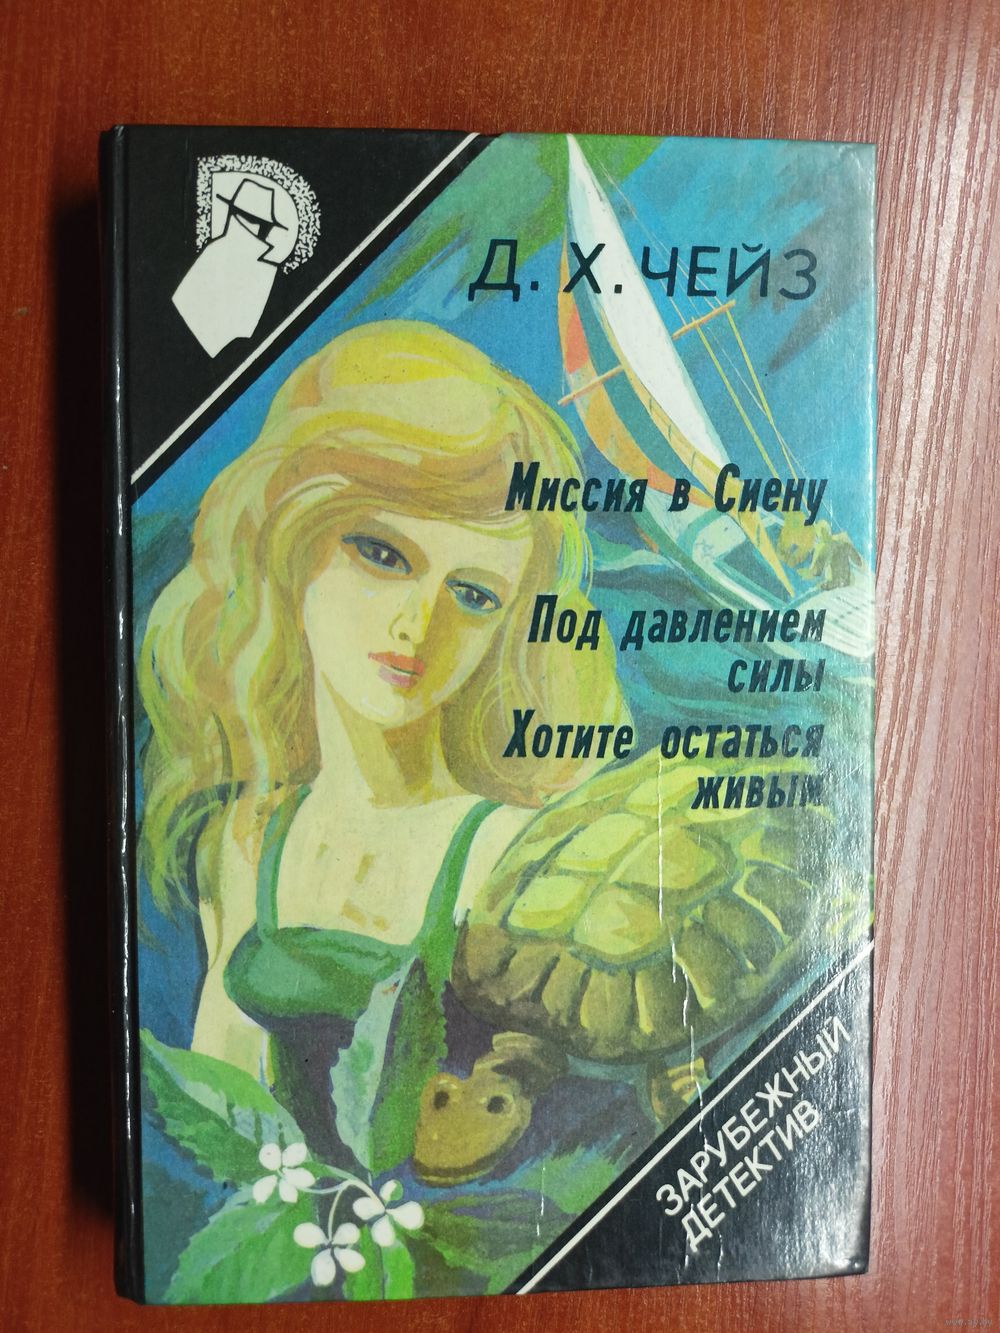 Д. Х. ЧЕЙЗ
Миссия в Сиену
Под давлением
силы
Хотите остаться
живым
ЗАРУБЕЖНЫЙ
ДЕТЕКТИВ